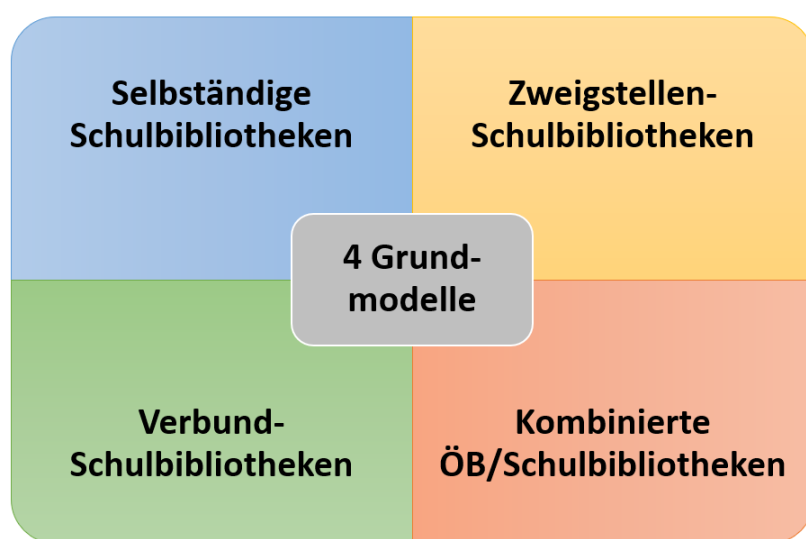 Selbständige
Schulbibliotheken
Zweigstellen-
Schulbibliotheken
4 Grund-
modelle
Verbund-
Schulbibliotheken
Kombinierte
ÖB/Schulbibliotheken